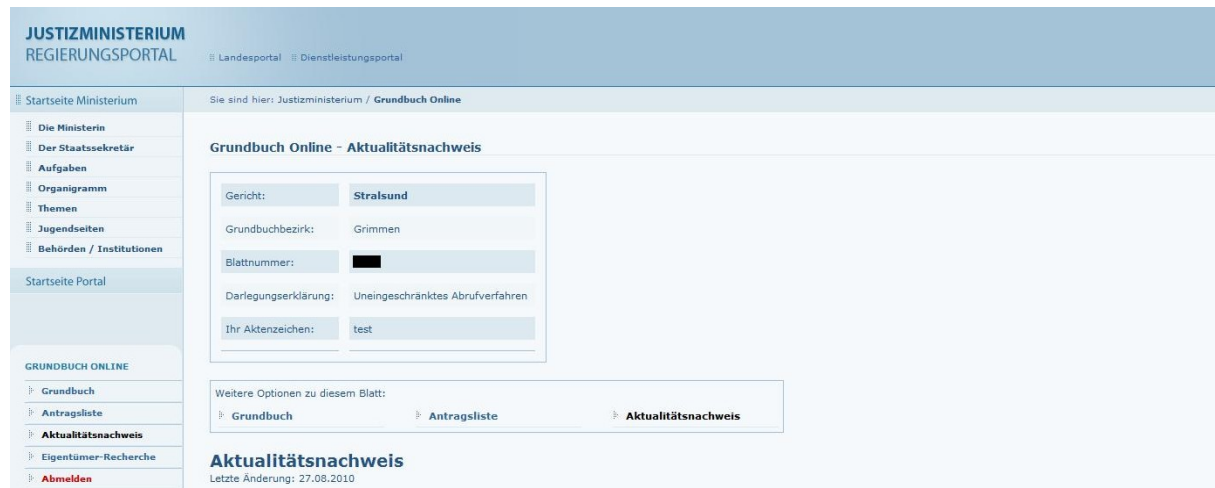 JUSTIZMINISTERIUM
REGIERUNGSPORTAL
Landesportal Dienstleistungsportal
Startseite Ministerium
Sie sind hier: Justizministerium / Grundbuch Online
Die Ministerin
Der Staatssekretär
Aufgaben
Organigramm
Themen
Jugendseiten
Behörden / Institutionen
Startseite Portal
GRUNDBUCH ONLINE
Grundbuch
Antragsliste
Aktualitätsnachweis
Eigentümer-Recherche
Abmelden
Grundbuch Online - Aktualitätsnachweis
Gericht: Stralsund
Grundbuchbezirk: Grimmen
Blattnummer:
Darlegungserklärung: Uneingeschränktes Abrufverfahren
Ihr Aktenzeichen: test
Weitere Optionen zu diesem Blatt:
Grundbuch Antragsliste Aktualitätsnachweis
Aktualitätsnachweis
Letzte Änderung: 27.08.2010